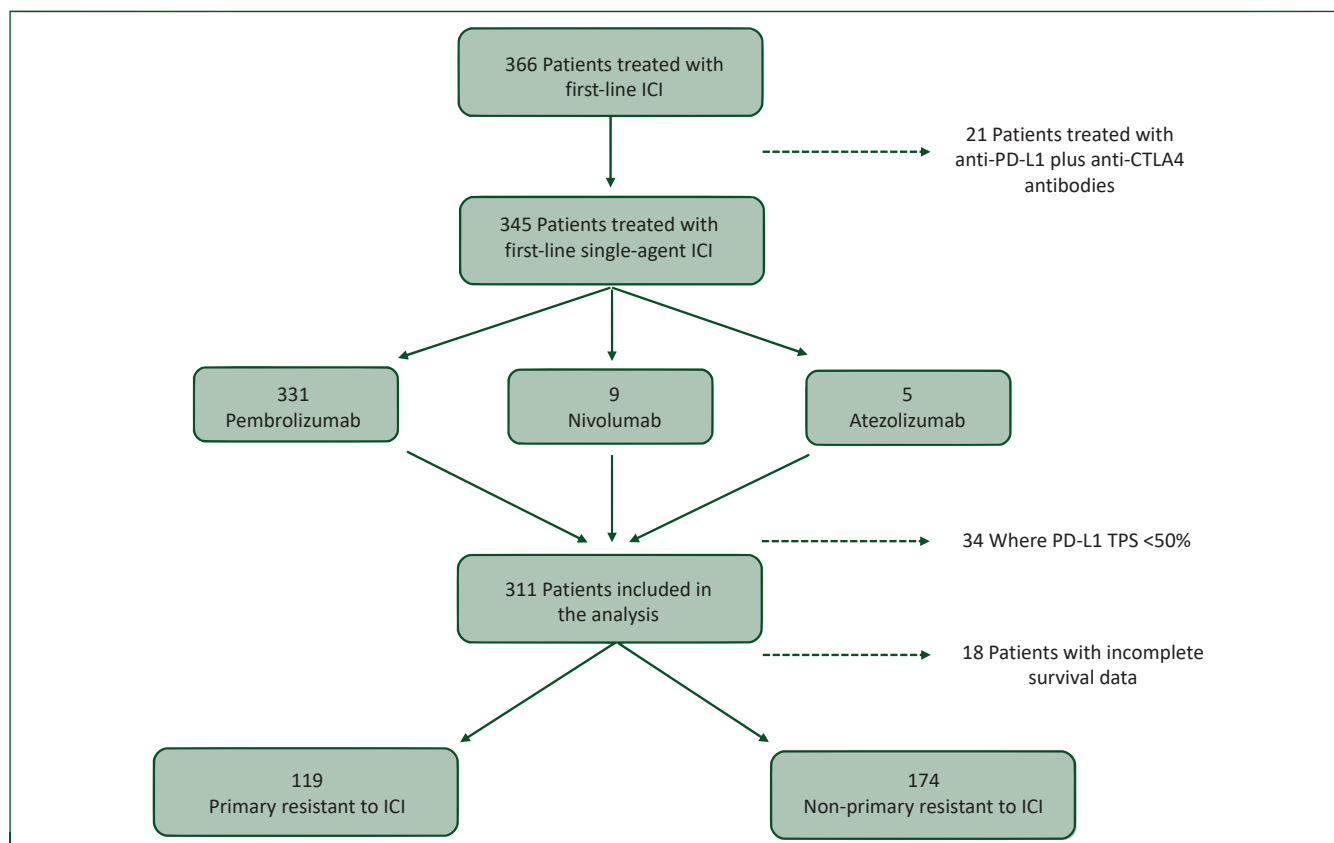 366 Patients treated with
first-line ICI
21 Patients treated with
anti-PD-L1 plus anti-CTLA4
antibodies
345 Patients treated with
first-line single-agent ICI
331
Pembrolizumab
9
Nivolumab
5
Atezolizumab
34 Where PD-L1 TPS <50%
311 Patients included in
the analysis
18 Patients with incomplete
survival data
119
Primary resistant to ICI
174
Non-primary resistant to ICI